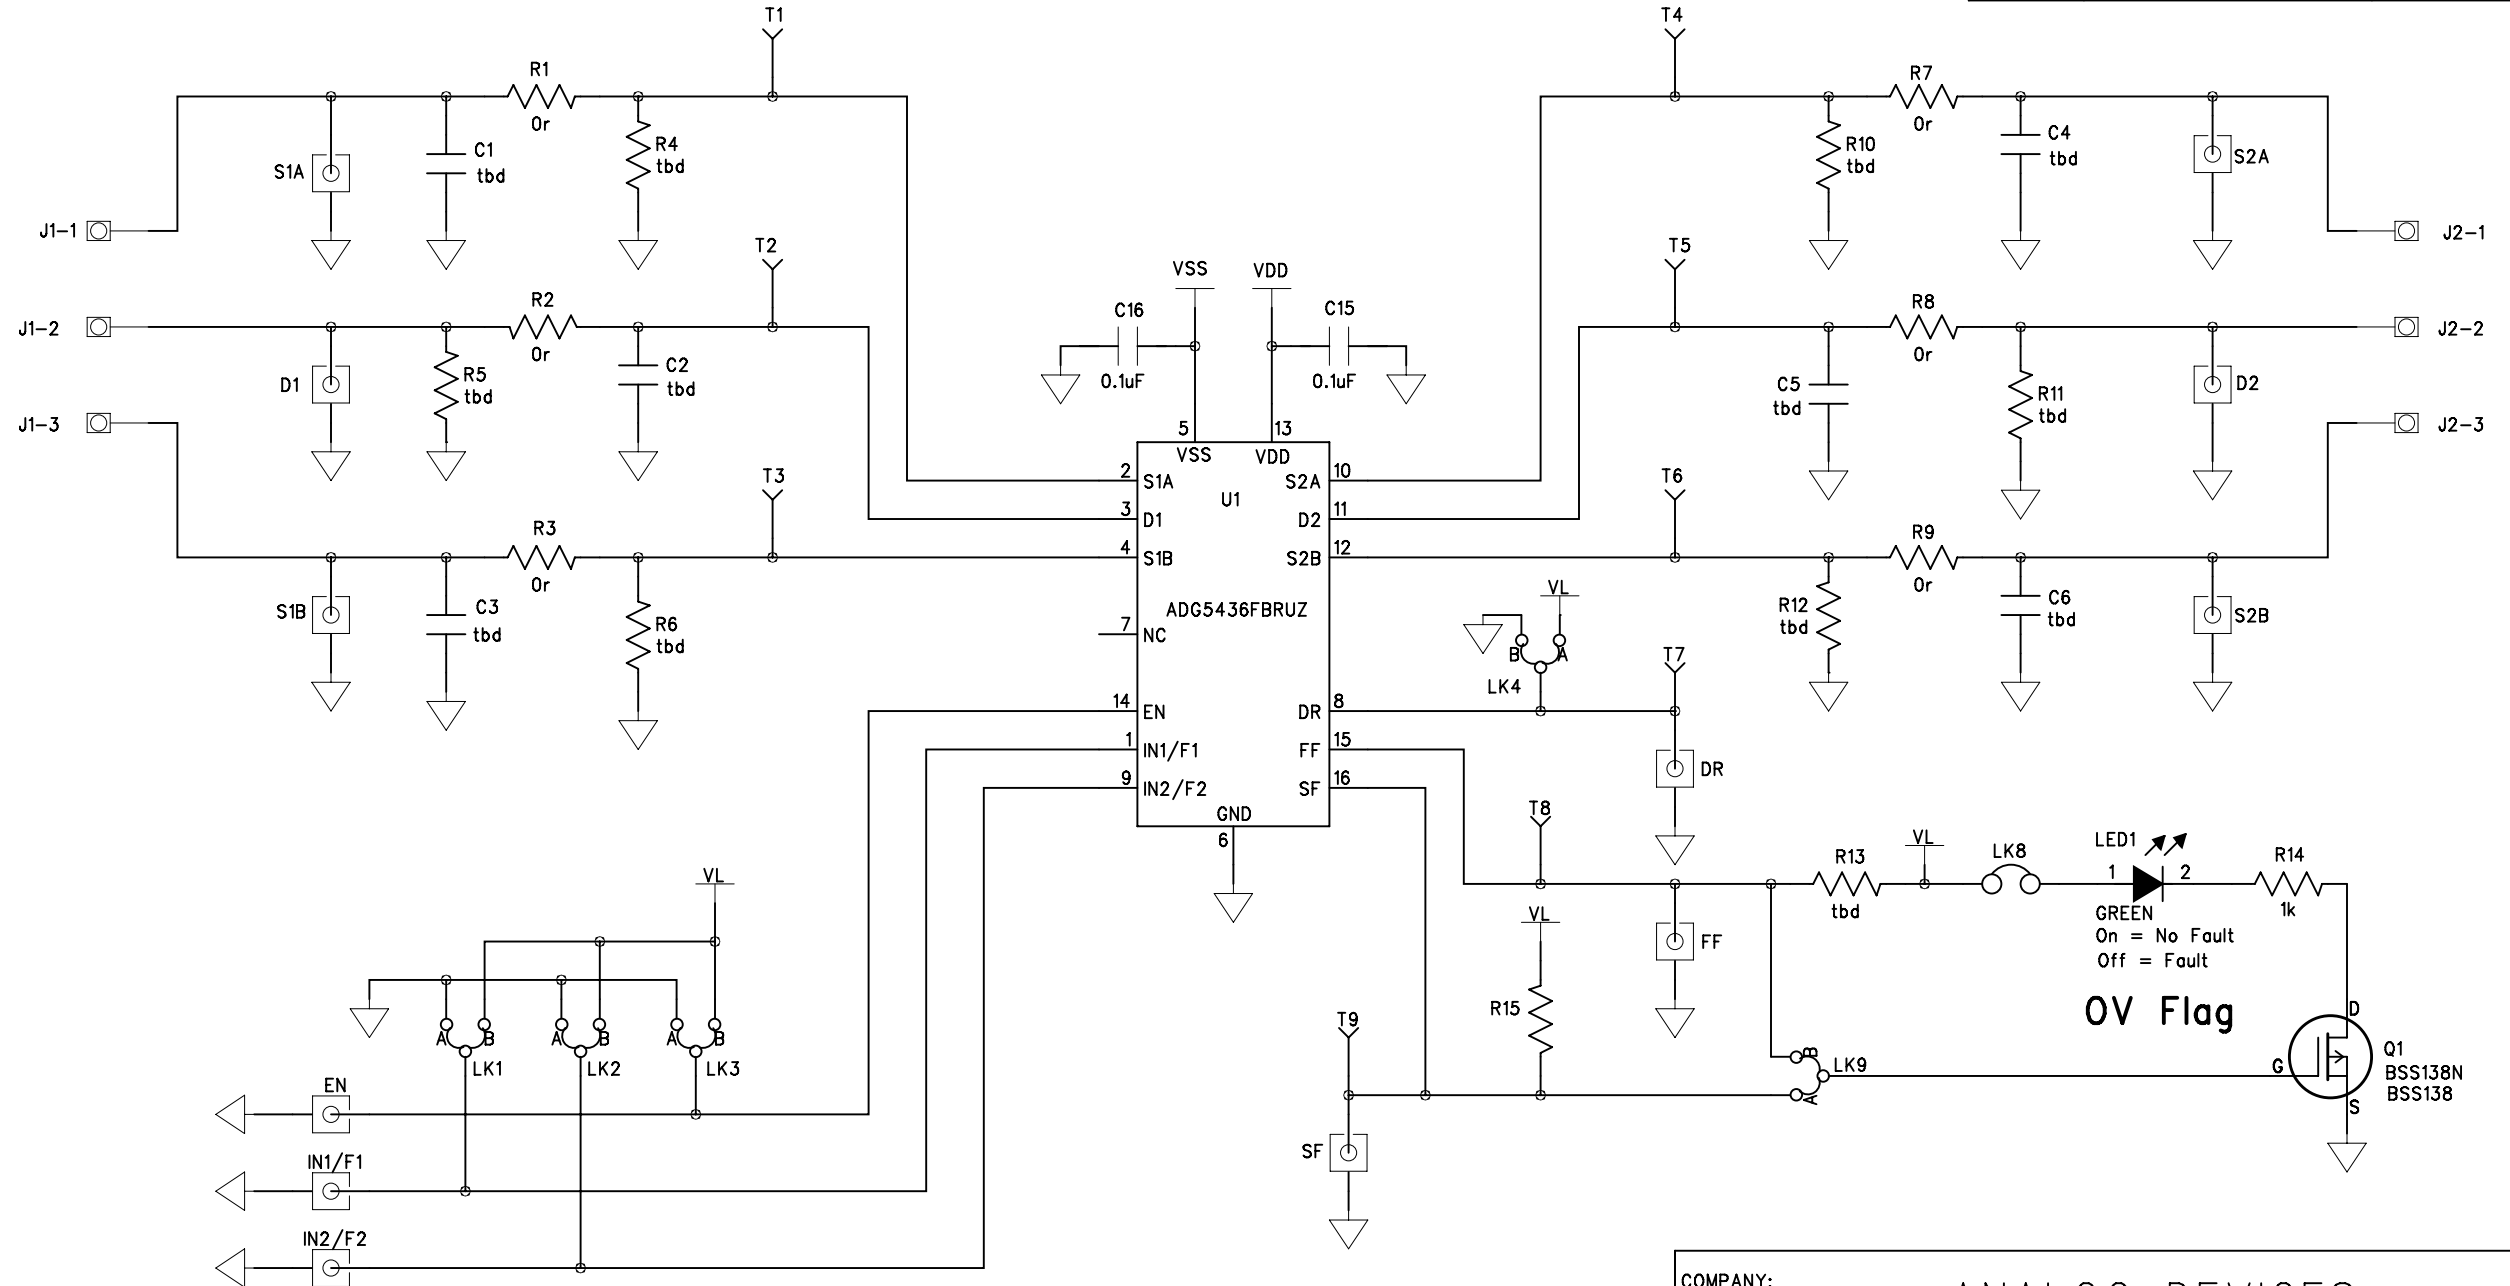 T1
T4
R1
R7
0r
0r
R4
tbd
C1
tbd
S1A
R10
tbd
C4
tbd
S2A
J1-1
J2-1
T2
T5
VSS
VDD
R2
R8
C16
C15
J1-2
J2-2
0r
0r
R5
tbd
C2
tbd
D1
0.1uF
0.1uF
C5
tbd
R11
tbd
D2
J1-3
J2-3
5
13
VSS
VDD
T3
T6
2
S1A
U1
S2A
10
3
D1
D2
11
R3
R9
4
S1B
S2B
12
0r
0r
S1B
C3
tbd
R6
tbd
ADG5436FBRUZ
VL
R12
tbd
C6
tbd
S2B
7
NC
B
A
T7
LK4
14
EN
DR
8
1
IN1/F1
FF
15
DR
9
IN2/F2
SF
16
GND
6
T8
VL
LK8
LED1
R13
R14
1
2
tbd
1k
GREEN
On = No Fault
Off = Fault
VL
VL
FF
OV Flag
R15
T9
D
A
B
A
B
A
B
LK1
LK2
LK3
B
A
LK9
G
Q1
BSS138N
BSS138
S
EN
SF
IN1/F1
IN2/F2
COMPANY:
ANALOG DEVICES